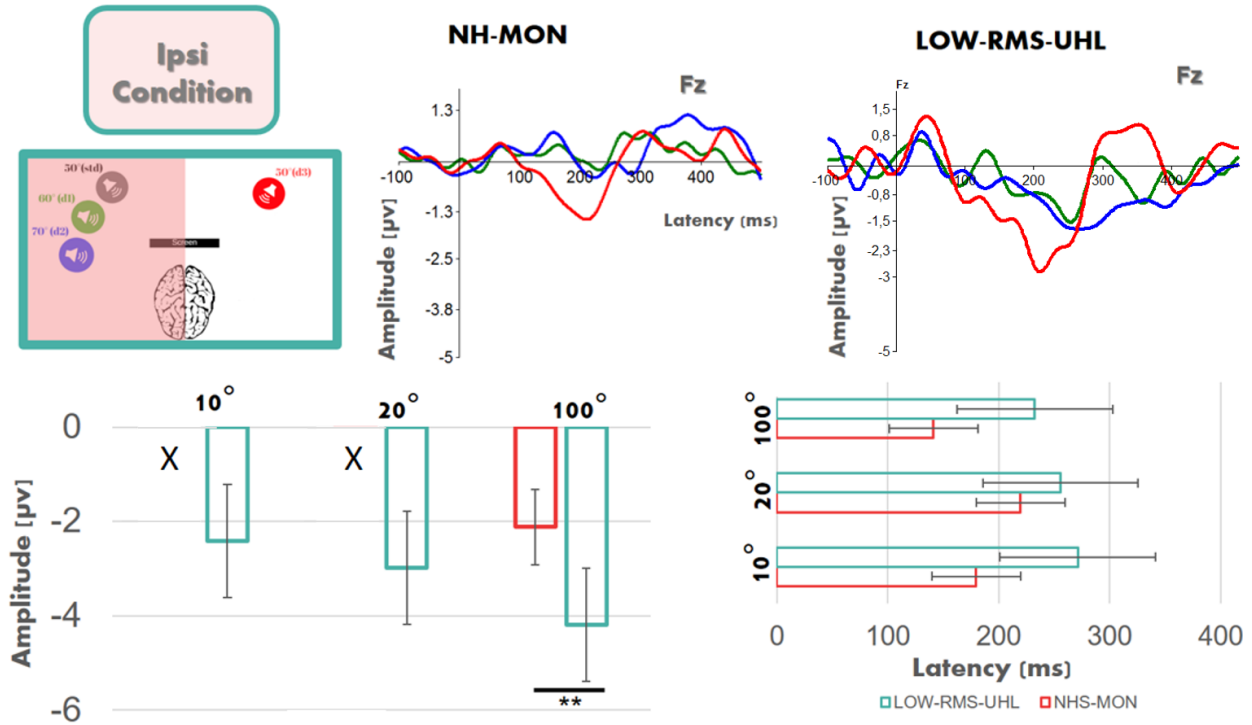 Ipsi
Condition
50°(std)
60° (d1)
70° (d2)
50°(d3)
Screen
NH-MON
Fz
1.3
-1.3
-2.5
-3.8
-5
-100
100
200
300
400
Latency [ms]
Amplitude [µv]
LOW-RMS-UHL
Fz
Fz
1,5
0,8
-0,8
-1,5
-2,3
-3
-5
-100
100
200
300
400
Amplitude [µv]
10°
20°
100°
0
-2
-4
-6
X
X
**
Amplitude [µv]
100°
20°
10°
0
100
200
300
400
Latency [ms]
LOW-RMS-UHL
NHS-MON